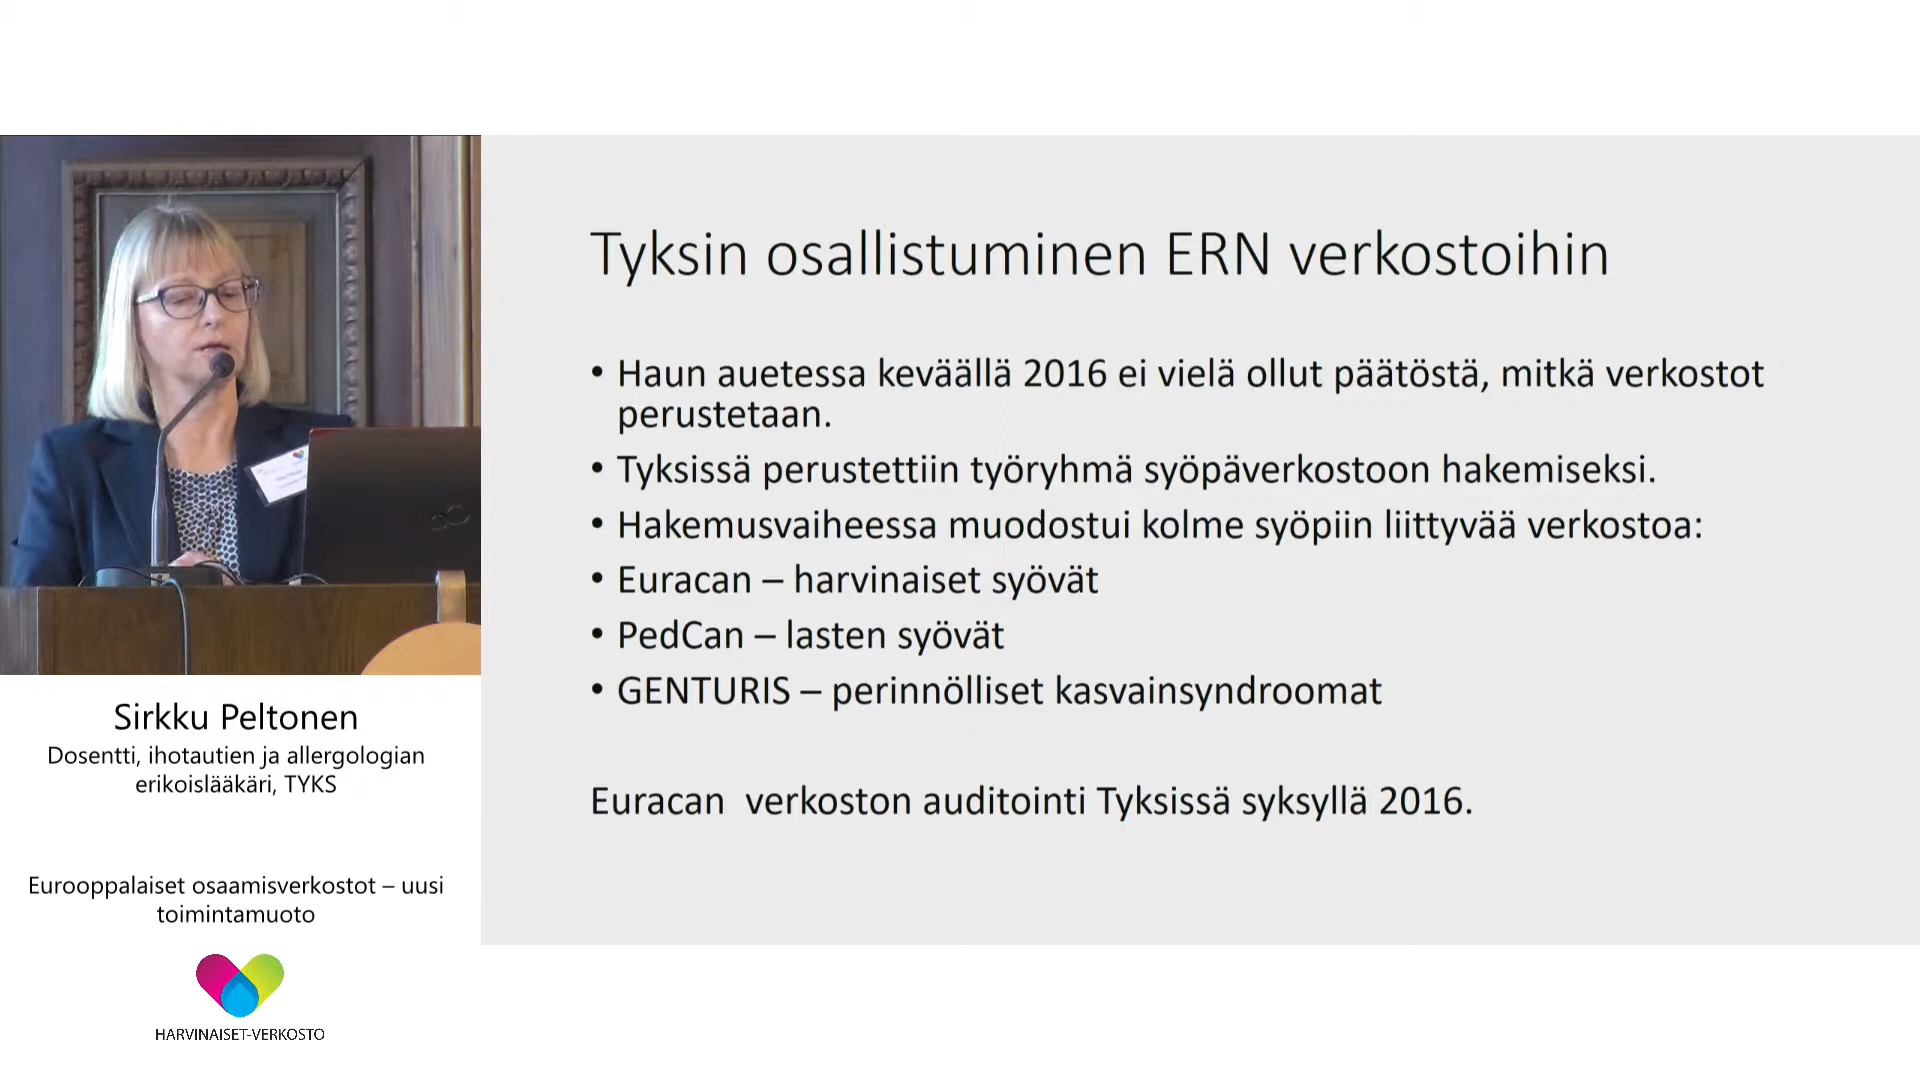 Tyksin osallistuminen ERN verkostoihin
• Haun auetessa keväällä 2016 ei vielä ollut päätöstä, mitkä verkostot
perustetaan.
• Tyksissä perustettiin työryhmä syöpäverkostoon hakemiseksi.
• Hakemusvaiheessa muodostui kolme syöpiin liittyvää verkostoa:
• Euracan – harvinaiset syövät
• PedCan – lasten syövät
• GENTURIS – perinnölliset kasvainsyndroomat
Euracan  verkoston auditointi Tyksissä syksyllä 2016.
Sirkku Peltonen
Dosentti, ihotautien ja allergologian
erikoislääkäri, TYKS
Eurooppalaiset osaamisverkostot – uusi
toimintamuoto
HARVINAISET-VERKOSTO